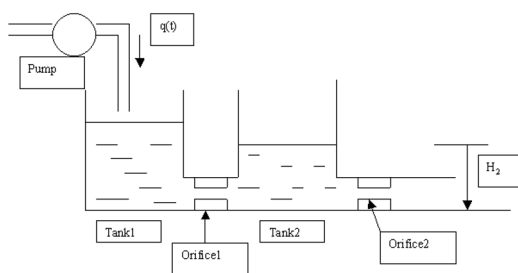 q(t)
Pump
H2
Tank1
Tank2
Orifice1
Orifice2